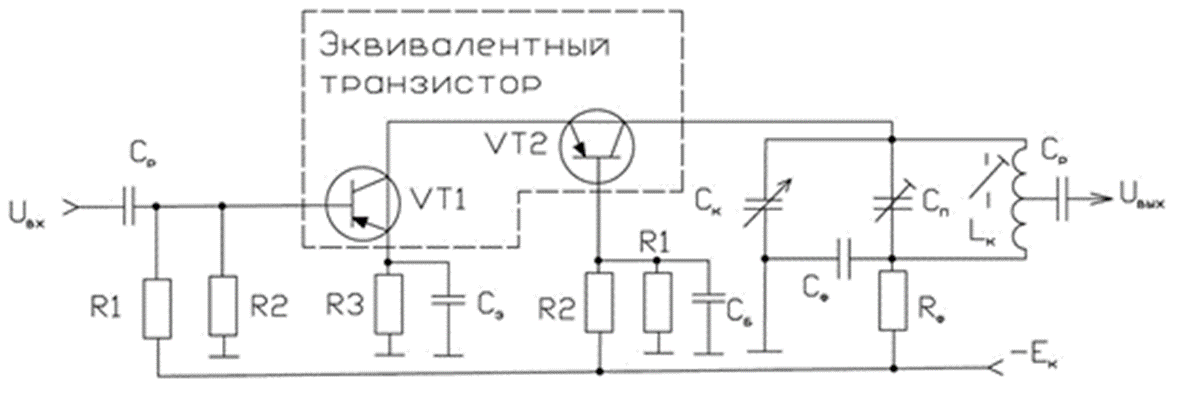 Эквивалентный
транзистор
Cр
Uвх
VT1
VT2
R1
R2
R3
Cэ
R2
R1
Cб
Cк
Cф
Cп
Lк
Cр
Uвых
Rф
-Eк